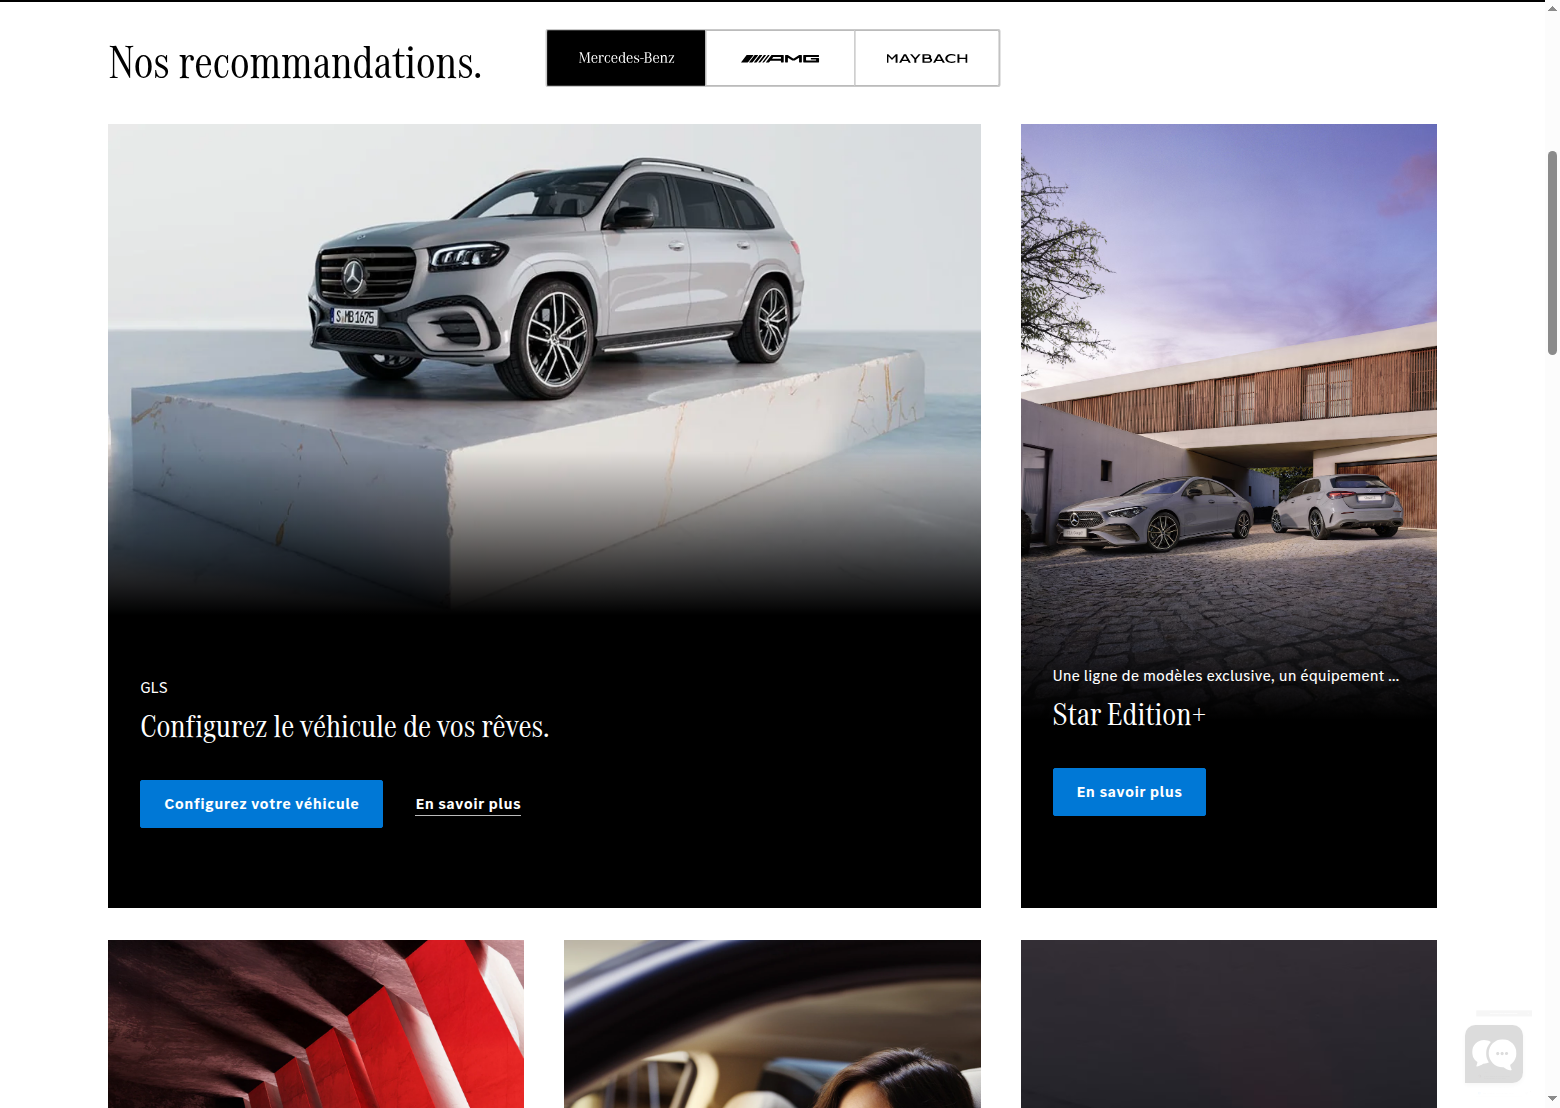 Nos recommandations.
Mercedes-Benz
AMG
MAYBACH
S MB 1675
GLS
Configurez le véhicule de vos rêves.
Configurez votre véhicule
En savoir plus
Une ligne de modèles exclusive, un équipement ...
Star Edition+
En savoir plus